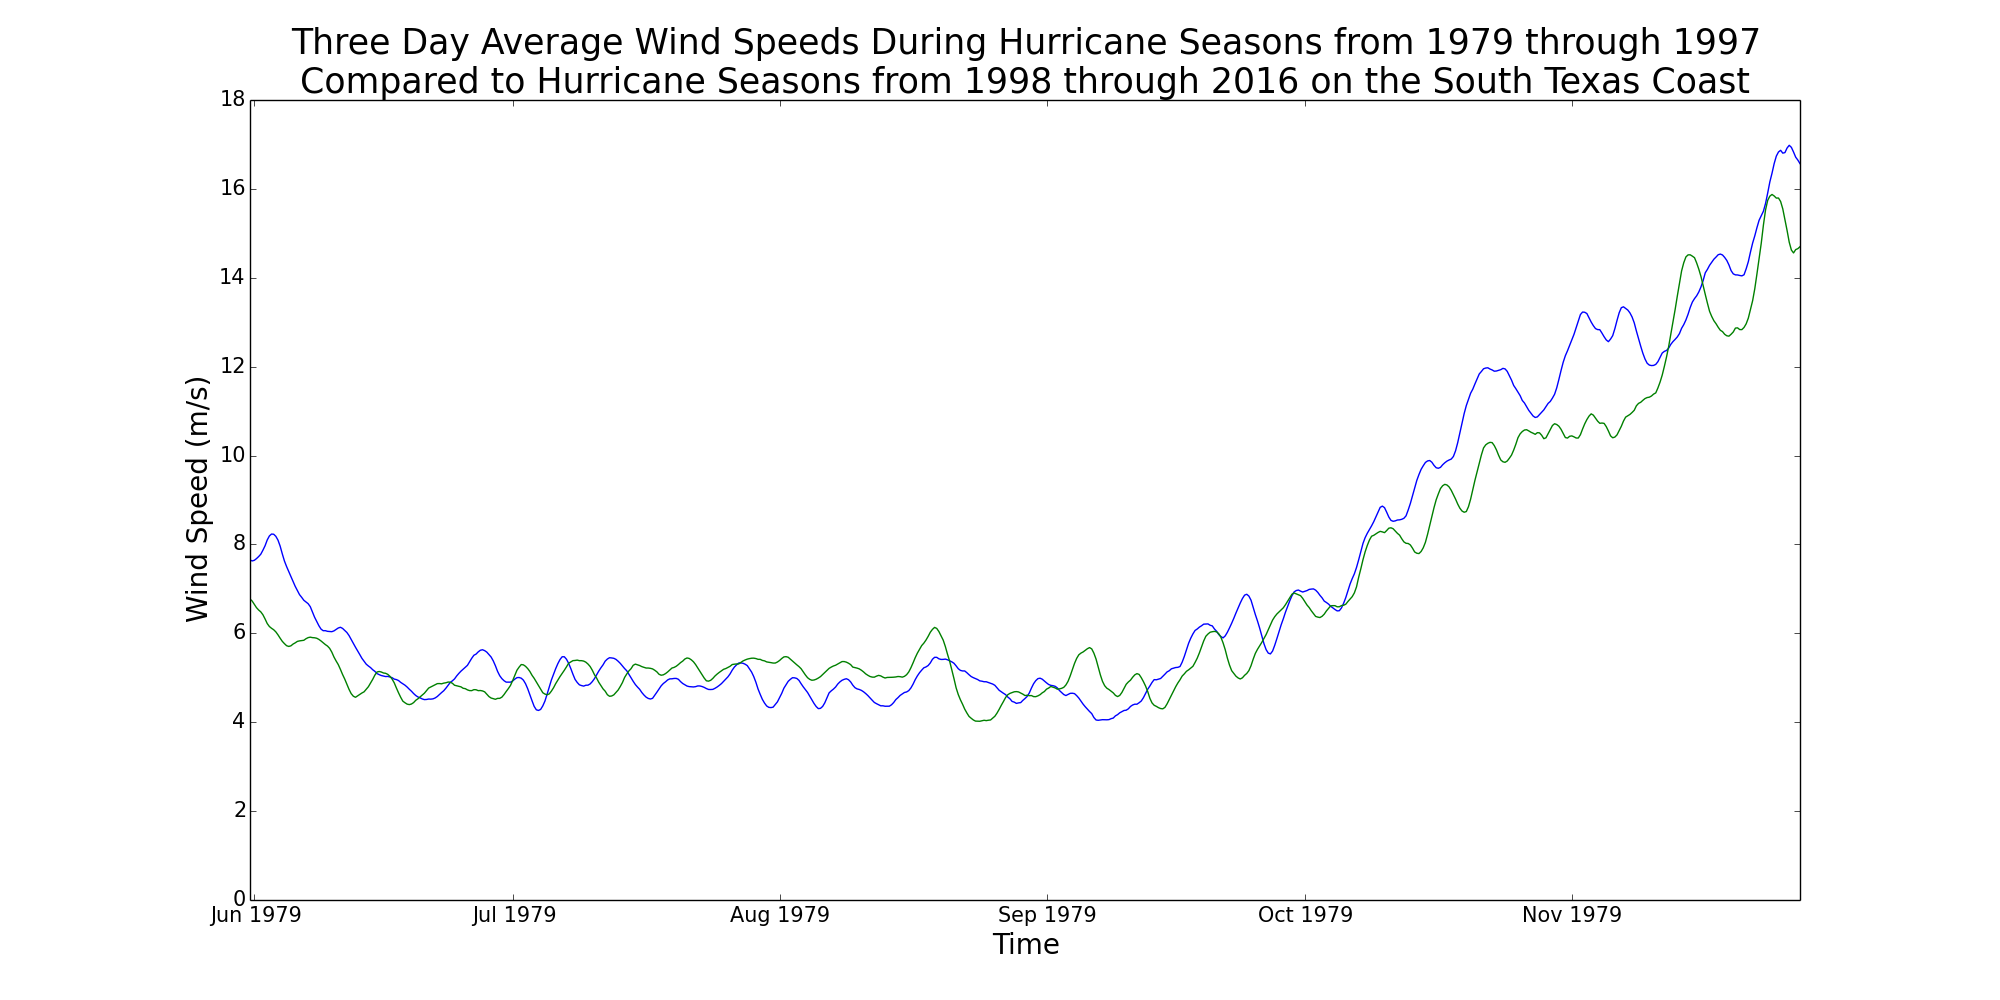 Three Day Average Wind Speeds During Hurricane Seasons from 1979 through 1997
Compared to Hurricane Seasons from 1998 through 2016 on the South Texas Coast
18
16
14
12
10
8
6
4
2
0
Wind Speed (m/s)
Jun 1979 Jul 1979 Aug 1979 Sep 1979 Oct 1979 Nov 1979
Time